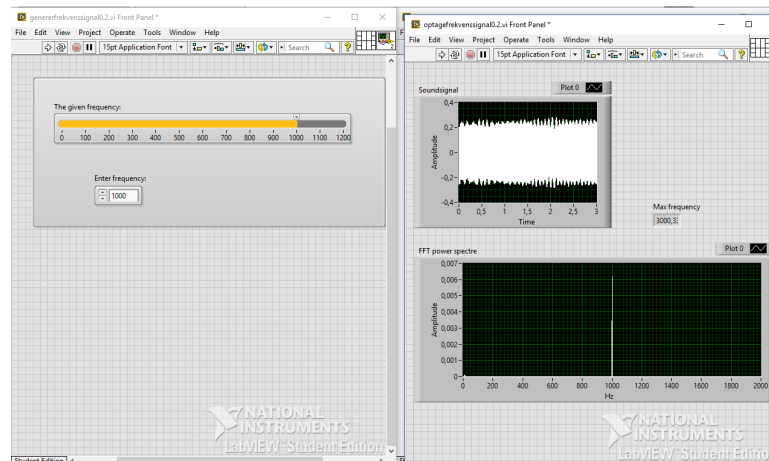 genererfrekvenssignal0.2.vi Front Panel *
File Edit View Project Operate Tools Window Help
15pt Application Font
Search
The given frequency:
0 100 200 300 400 500 600 700 800 900 1000 1100 1200
Enter frequency:
1000
NATIONAL
INSTRUMENTS
LabVIEW Student Edition
Student Edition
optagefrekvenssignal0.2.vi Front Panel *
File Edit View Project Operate Tools Window Help
15pt Application Font
Search
Soundsignal
Plot 0
Amplitude
0,4
0,2
0
-0,2
-0,4
0 0,5 1 1,5 2 2,5 3
Time
Max frequency
3000,3
FFT power spectre
Plot 0
Amplitude
0,007
0,006
0,005
0,004
0,003
0,002
0,001
0
0 200 400 600 800 1000 1200 1400 1600 1800 2000
Hz
NATIONAL
INSTRUMENTS
LabVIEW Student Edition